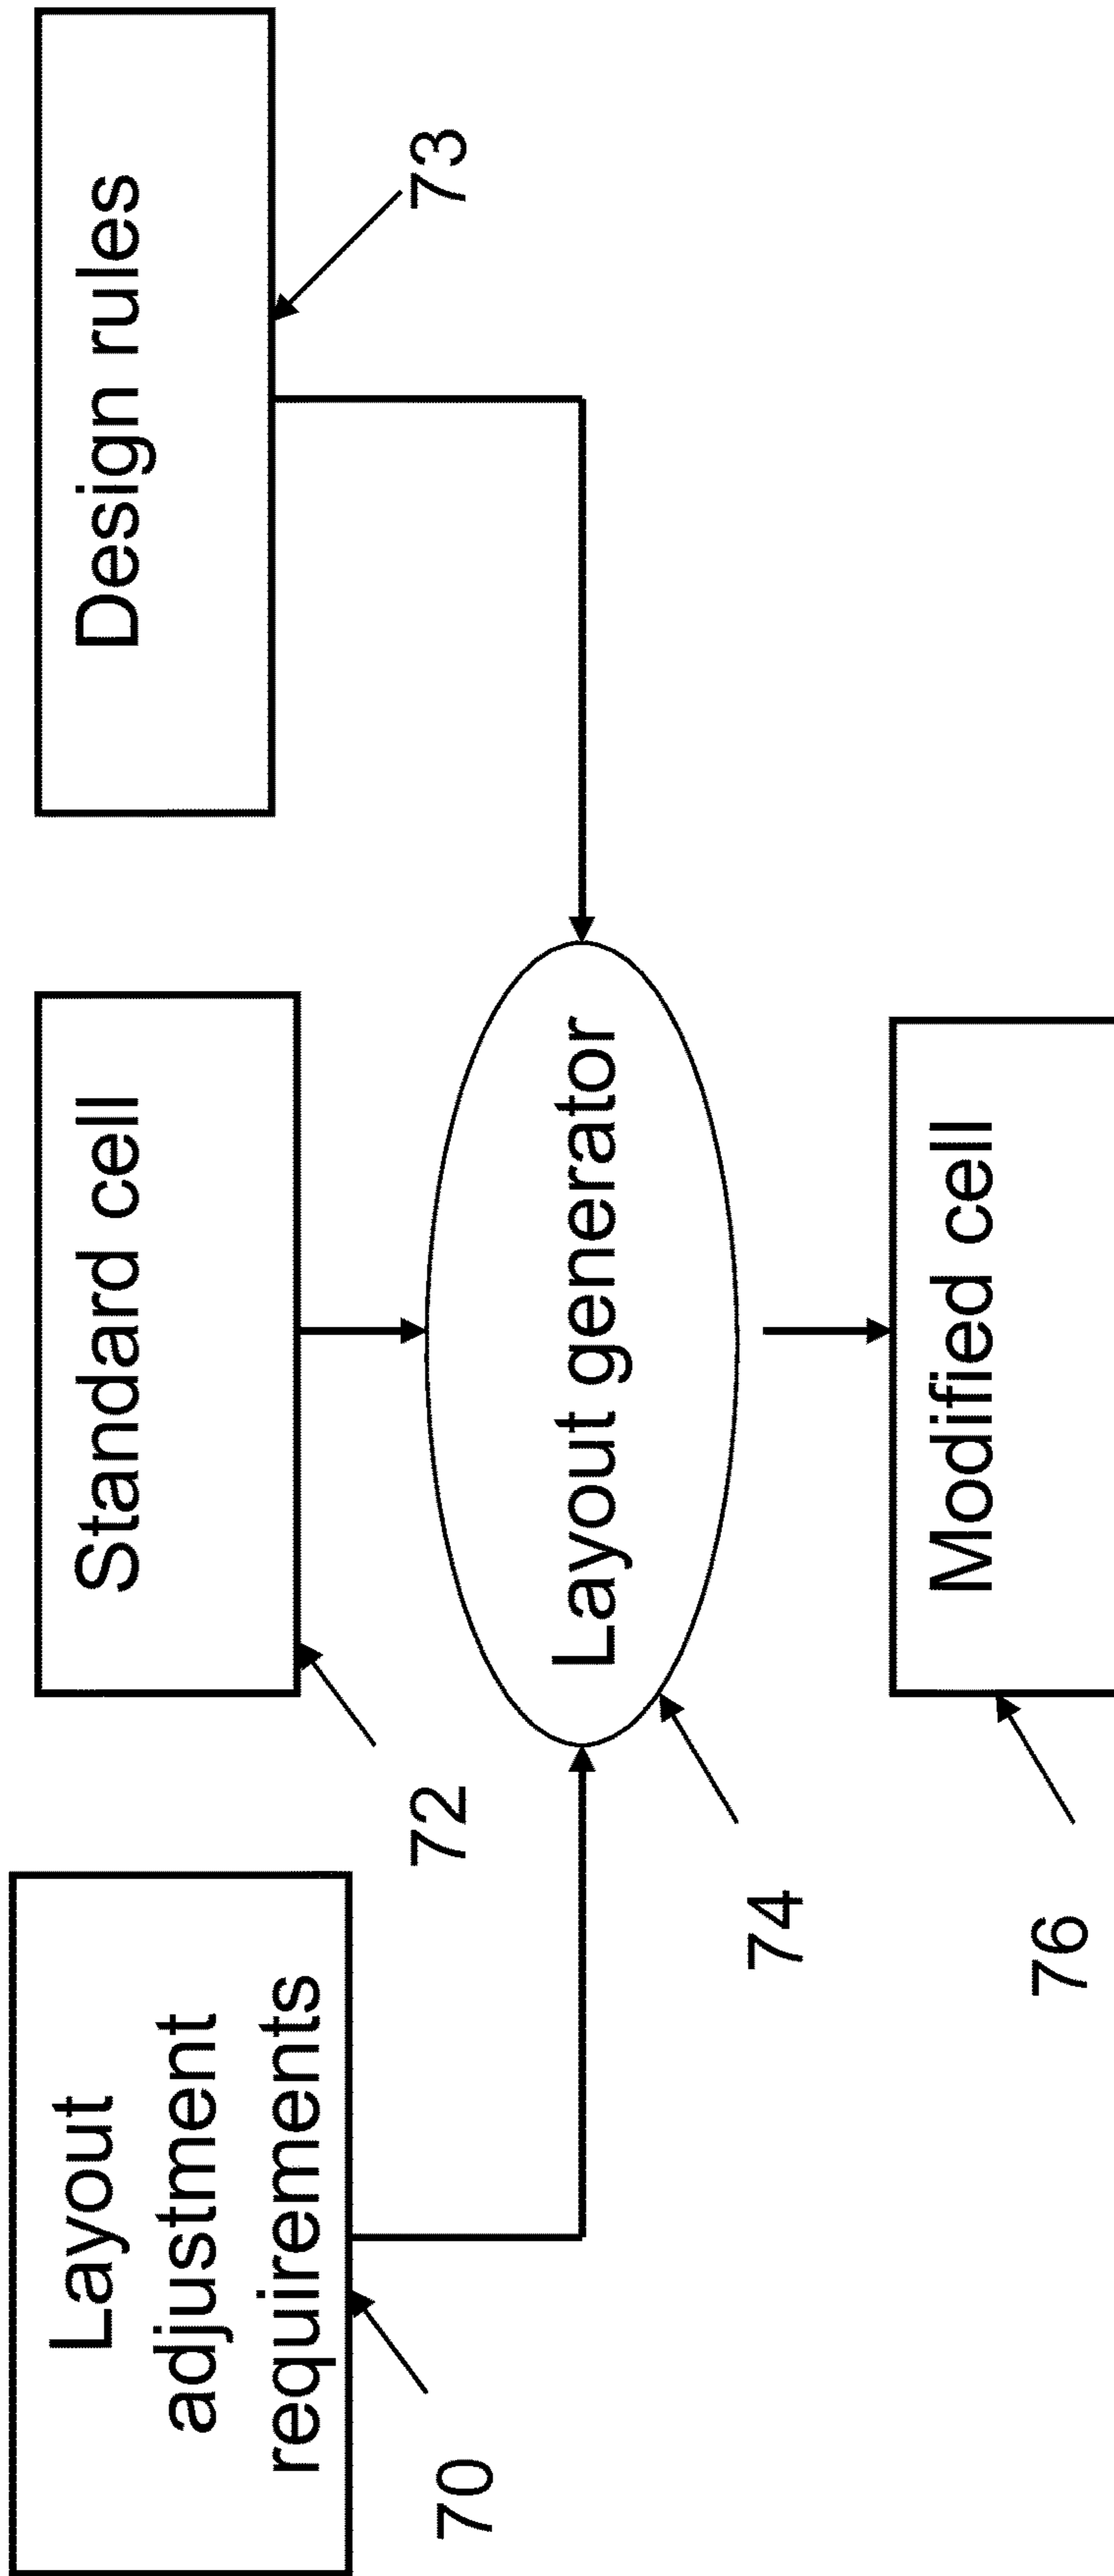 Layout
adjustment
requirements
70
Standard cell
72
Design rules
73
Layout generator
74
Modified cell
76